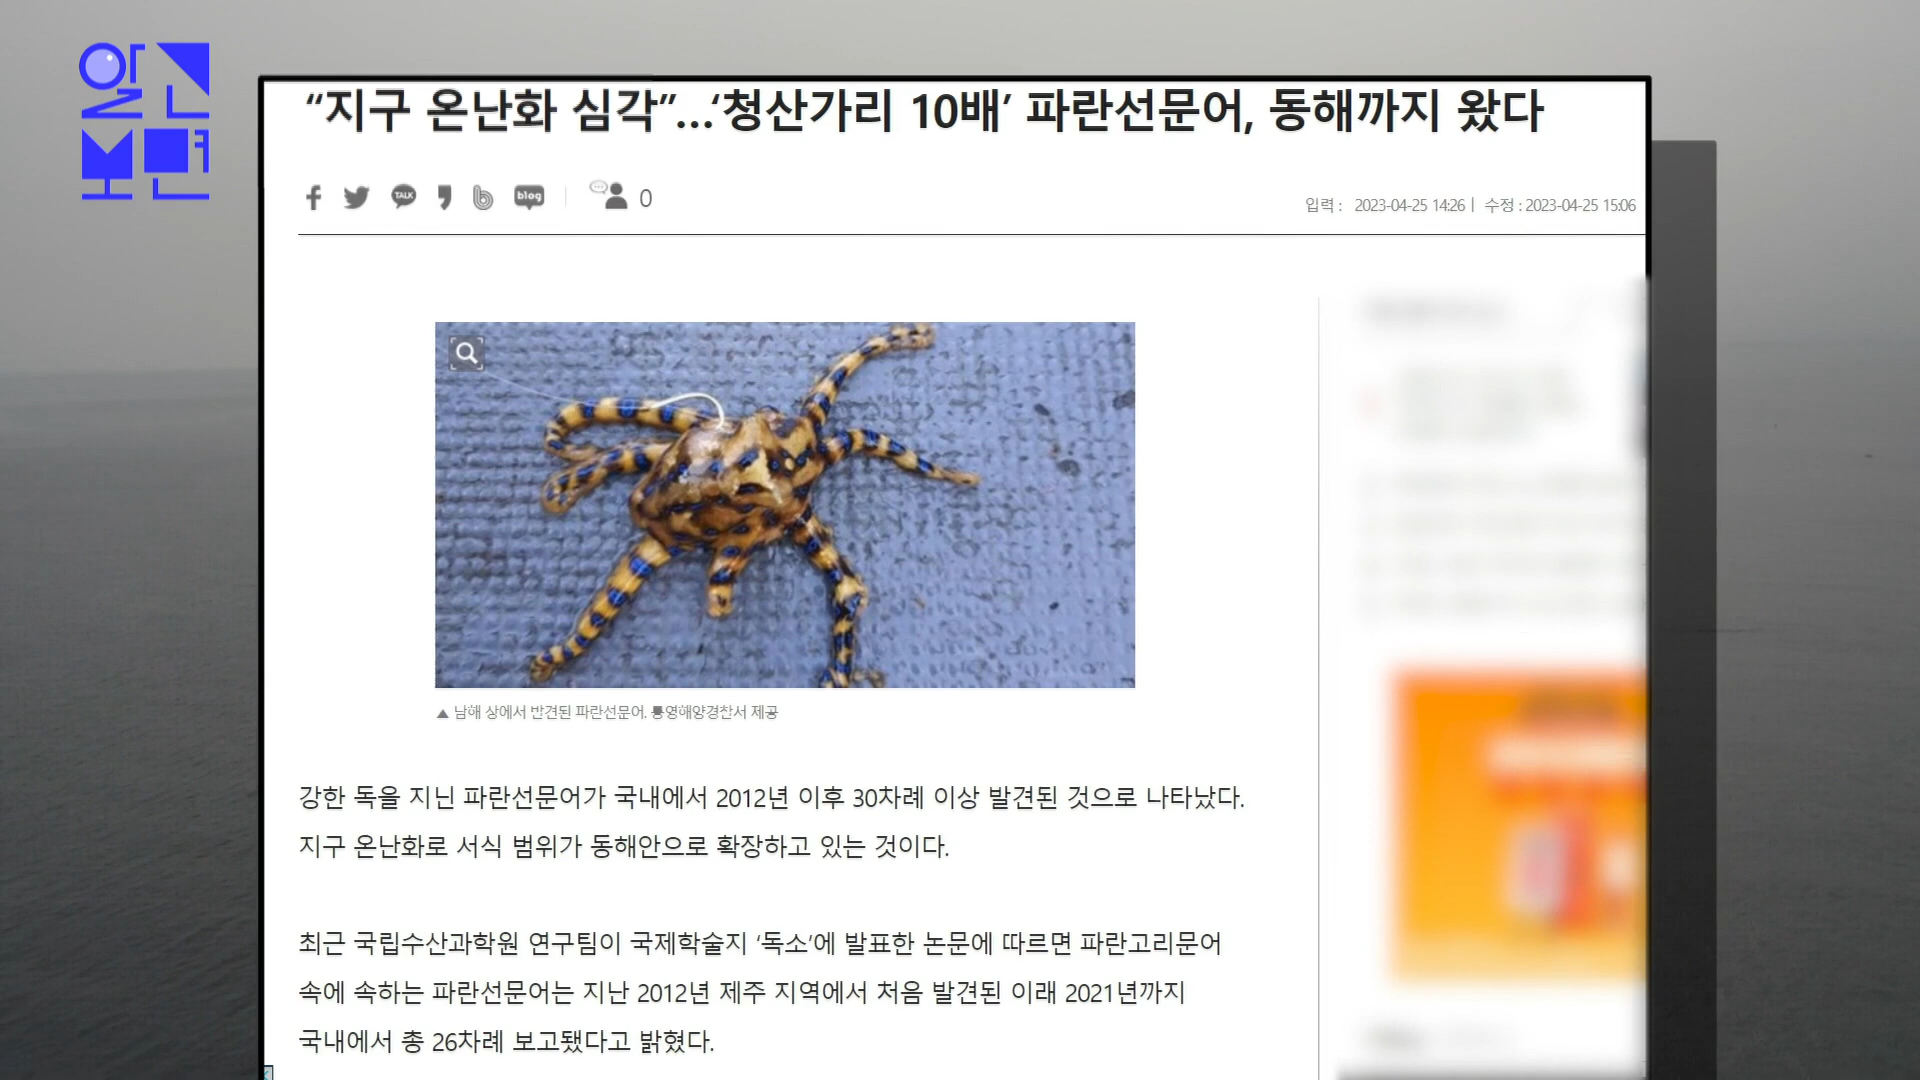 알고보면
“지구 온난화 심각”...‘청산가리 10배’ 파란선문어, 동해까지 왔다
TALK
blog
0
입력 : 2023-04-25 14:26 | 수정 : 2023-04-25 15:06
▲ 남해 상에서 발견된 파란선문어. 통영해양경찰서 제공
강한 독을 지닌 파란선문어가 국내에서 2012년 이후 30차례 이상 발견된 것으로 나타났다.
지구 온난화로 서식 범위가 동해안으로 확장하고 있는 것이다.
최근 국립수산과학원 연구팀이 국제학술지 ‘독소’에 발표한 논문에 따르면 파란고리문어
속에 속하는 파란선문어는 지난 2012년 제주 지역에서 처음 발견된 이래 2021년까지
국내에서 총 26차례 보고됐다고 밝혔다.